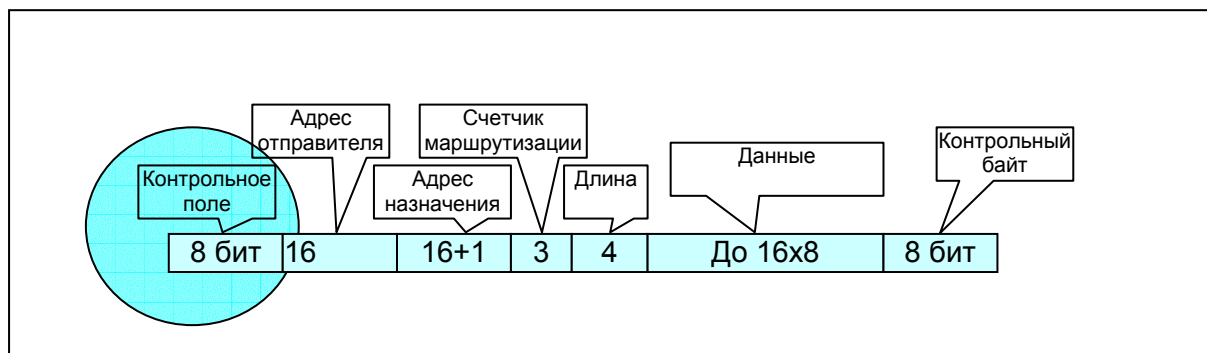 Адрес
отправителя
Счетчик
маршрутизации
Контрольное
поле
Адрес
назначения
Длина
Данные
Контрольный
байт
8 бит 16 16+1 3 4 До 16x8 8 бит